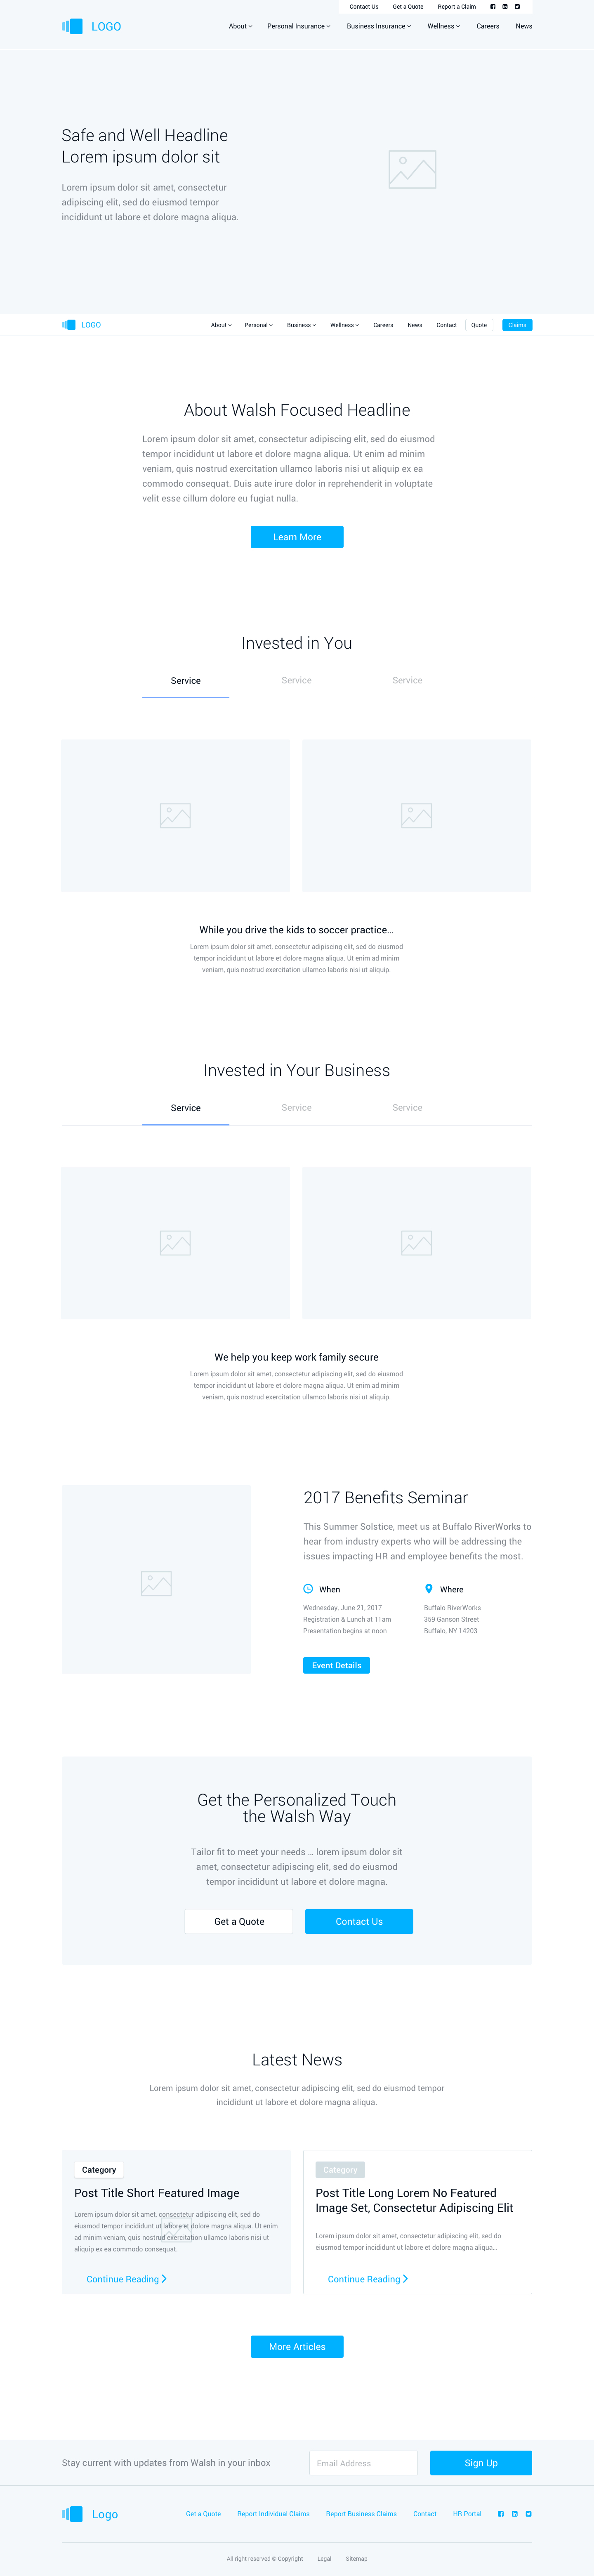 Contact Us Get a Quote Report a Claim
LOGO
About Personal Insurance Business Insurance Wellness Careers News
Safe and Well Headline
Lorem ipsum dolor sit
Lorem ipsum dolor sit amet, consectetur
adipiscing elit, sed do eiusmod tempor
incididunt ut labore et dolore magna aliqua.
LOGO
About Personal Business Wellness Careers News Contact Quote Claims
About Walsh Focused Headline
Lorem ipsum dolor sit amet, consectetur adipiscing elit, sed do eiusmod
tempor incididunt ut labore et dolore magna aliqua. Ut enim ad minim
veniam, quis nostrud exercitation ullamco laboris nisi ut aliquip ex ea
commodo consequat. Duis aute irure dolor in reprehenderit in voluptate
velit esse cillum dolore eu fugiat nulla.
Learn More
Invested in You
Service Service Service
While you drive the kids to soccer practice...
Lorem ipsum dolor sit amet, consectetur adipiscing elit, sed do eiusmod
tempor incididunt ut labore et dolore magna aliqua. Ut enim ad minim
veniam, quis nostrud exercitation ullamco laboris nisi ut aliquip.
Invested in Your Business
Service Service Service
We help you keep work family secure
Lorem ipsum dolor sit amet, consectetur adipiscing elit, sed do eiusmod
tempor incididunt ut labore et dolore magna aliqua. Ut enim ad minim
veniam, quis nostrud exercitation ullamco laboris nisi ut aliquip.
2017 Benefits Seminar
This Summer Solstice, meet us at Buffalo RiverWorks to
hear from industry experts who will be addressing the
issues impacting HR and employee benefits the most.
When
Wednesday, June 21, 2017
Registration & Lunch at 11am
Presentation begins at noon
Where
Buffalo RiverWorks
359 Ganson Street
Buffalo, NY 14203
Event Details
Get the Personalized Touch
the Walsh Way
Tailor fit to meet your needs ... lorem ipsum dolor sit
amet, consectetur adipiscing elit, sed do eiusmod
tempor incididunt ut labore et dolore magna.
Get a Quote Contact Us
Latest News
Lorem ipsum dolor sit amet, consectetur adipiscing elit, sed do eiusmod tempor
incididunt ut labore et dolore magna aliqua.
Category
Post Title Short Featured Image
Lorem ipsum dolor sit amet, consectetur adipiscing elit, sed do
eiusmod tempor incididunt ut labore et dolore magna aliqua. Ut enim
ad minim veniam, quis nostrud exercitation ullamco laboris nisi ut
aliquip ex ea commodo consequat.
Continue Reading
Category
Post Title Long Lorem No Featured
Image Set, Consectetur Adipiscing Elit
Lorem ipsum dolor sit amet, consectetur adipiscing elit, sed do
eiusmod tempor incididunt ut labore et dolore magna aliqua...
Continue Reading
More Articles
Stay current with updates from Walsh in your inbox
Email Address
Sign Up
Logo
Get a Quote Report Individual Claims Report Business Claims Contact HR Portal
All right reserved © Copyright Legal Sitemap